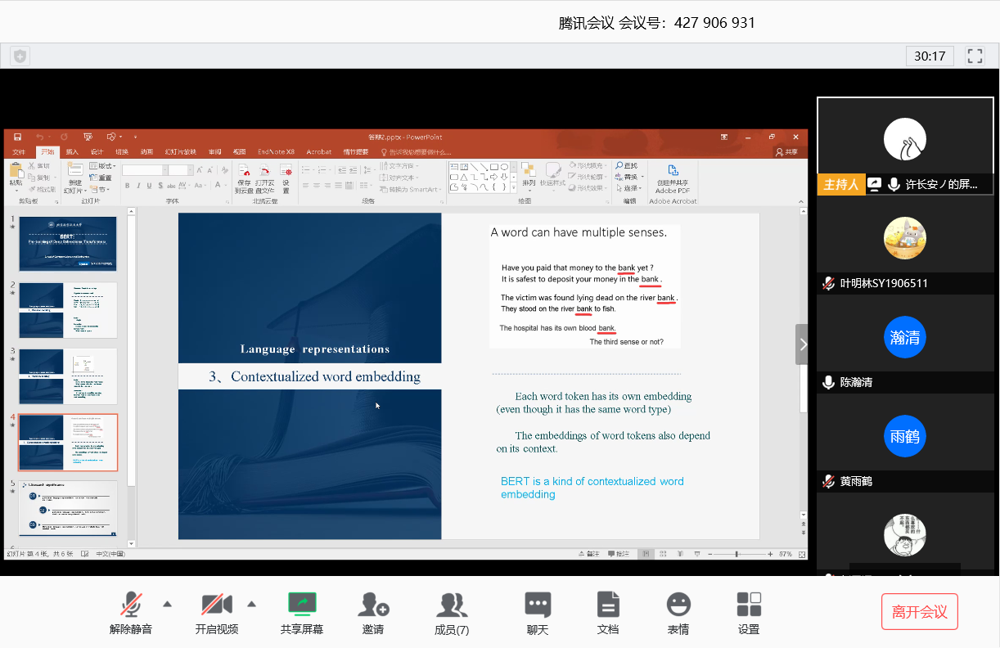 腾讯会议 会议号：427 906 931
30:17
答辩2.pptx - PowerPoint
文件 开始 插入 设计 切换 动画 幻灯片放映 审阅 视图 EndNote X8 Acrobat 情节提要 告诉我您想要做什么... 共享
粘贴 剪切 复制 格式刷 剪贴板
新建 幻灯片 版式 重置 节 幻灯片
字体
保存到云盘 打开云盘文件 设置
文字方向 对齐文本 转换为 SmartArt 段落
排列 快速样式 形状填充 形状轮廓 形状效果 绘图
查找 替换 选择 编辑
创建并共享 Adobe PDF
Adobe Acrobat
1
BERT:
2
3
4
5
Language representations
3、Contextualized word embedding
A word can have multiple senses.
Have you paid that money to the bank yet ?
It is safest to deposit your money in the bank .
The victim was found lying dead on the river bank .
They stood on the river bank to fish.
The hospital has its own blood bank.
The third sense or not?
Each word token has its own embedding
(even though it has the same word type)
The embeddings of word tokens also depend
on its context.
BERT is a kind of contextualized word
embedding
幻灯片 第 4 张，共 6 张 中文(中国) 备注 批注 87%
主持人 许长安ノ的屏...
叶明林SY1906511
瀚清
陈瀚清
雨鹤
黄雨鹤
解除静音 开启视频 共享屏幕 邀请 成员(7) 聊天 文档 表情 设置
离开会议